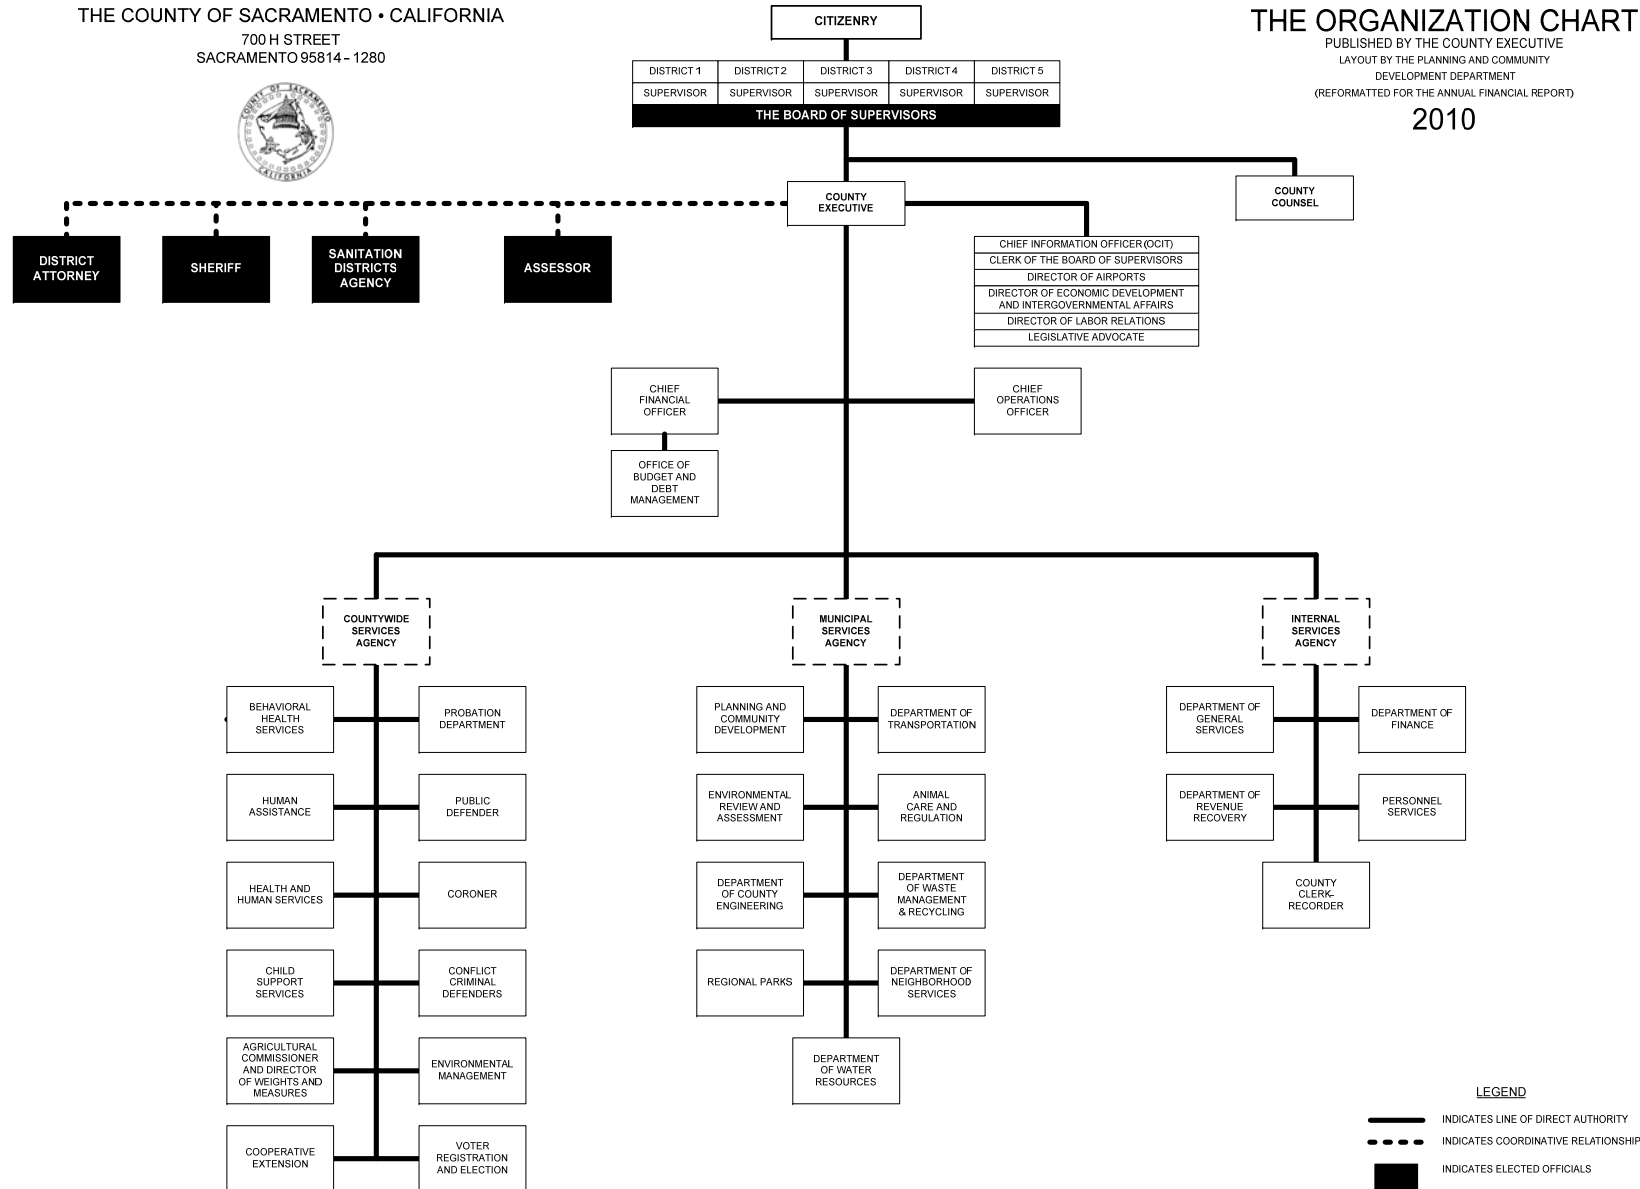 THE COUNTY OF SACRAMENTO • CALIFORNIA
700 H STREET
SACRAMENTO 95814 - 1280
COUNTY OF SACRAMENTO
CALIFORNIA
THE ORGANIZATION CHART
PUBLISHED BY THE COUNTY EXECUTIVE
LAYOUT BY THE PLANNING AND COMMUNITY
DEVELOPMENT DEPARTMENT
(REFORMATTED FOR THE ANNUAL FINANCIAL REPORT)
2010
CITIZENRY
DISTRICT 1 DISTRICT 2 DISTRICT 3 DISTRICT 4 DISTRICT 5
SUPERVISOR SUPERVISOR SUPERVISOR SUPERVISOR SUPERVISOR
THE BOARD OF SUPERVISORS
COUNTY
EXECUTIVE
COUNTY
COUNSEL
DISTRICT
ATTORNEY
SHERIFF
SANITATION
DISTRICTS
AGENCY
ASSESSOR
CHIEF INFORMATION OFFICER (OCIT)
CLERK OF THE BOARD OF SUPERVISORS
DIRECTOR OF AIRPORTS
DIRECTOR OF ECONOMIC DEVELOPMENT
AND INTERGOVERNMENTAL AFFAIRS
DIRECTOR OF LABOR RELATIONS
LEGISLATIVE ADVOCATE
CHIEF
FINANCIAL
OFFICER
CHIEF
OPERATIONS
OFFICER
OFFICE OF
BUDGET AND
DEBT
MANAGEMENT
COUNTYWIDE
SERVICES
AGENCY
BEHAVIORAL
HEALTH
SERVICES
PROBATION
DEPARTMENT
HUMAN
ASSISTANCE
PUBLIC
DEFENDER
HEALTH AND
HUMAN SERVICES
CORONER
CHILD
SUPPORT
SERVICES
CONFLICT
CRIMINAL
DEFENDERS
AGRICULTURAL
COMMISSIONER
AND DIRECTOR
OF WEIGHTS AND
MEASURES
ENVIRONMENTAL
MANAGEMENT
COOPERATIVE
EXTENSION
VOTER
REGISTRATION
AND ELECTION
MUNICIPAL
SERVICES
AGENCY
PLANNING AND
COMMUNITY
DEVELOPMENT
DEPARTMENT OF
TRANSPORTATION
ENVIRONMENTAL
REVIEW AND
ASSESSMENT
ANIMAL
CARE AND
REGULATION
DEPARTMENT
OF COUNTY
ENGINEERING
DEPARTMENT
OF WASTE
MANAGEMENT
& RECYCLING
REGIONAL PARKS
DEPARTMENT OF
NEIGHBORHOOD
SERVICES
DEPARTMENT
OF WATER
RESOURCES
INTERNAL
SERVICES
AGENCY
DEPARTMENT OF
GENERAL
SERVICES
DEPARTMENT OF
FINANCE
DEPARTMENT OF
REVENUE
RECOVERY
PERSONNEL
SERVICES
COUNTY
CLERK-
RECORDER
LEGEND
INDICATES LINE OF DIRECT AUTHORITY
INDICATES COORDINATIVE RELATIONSHIP
INDICATES ELECTED OFFICIALS